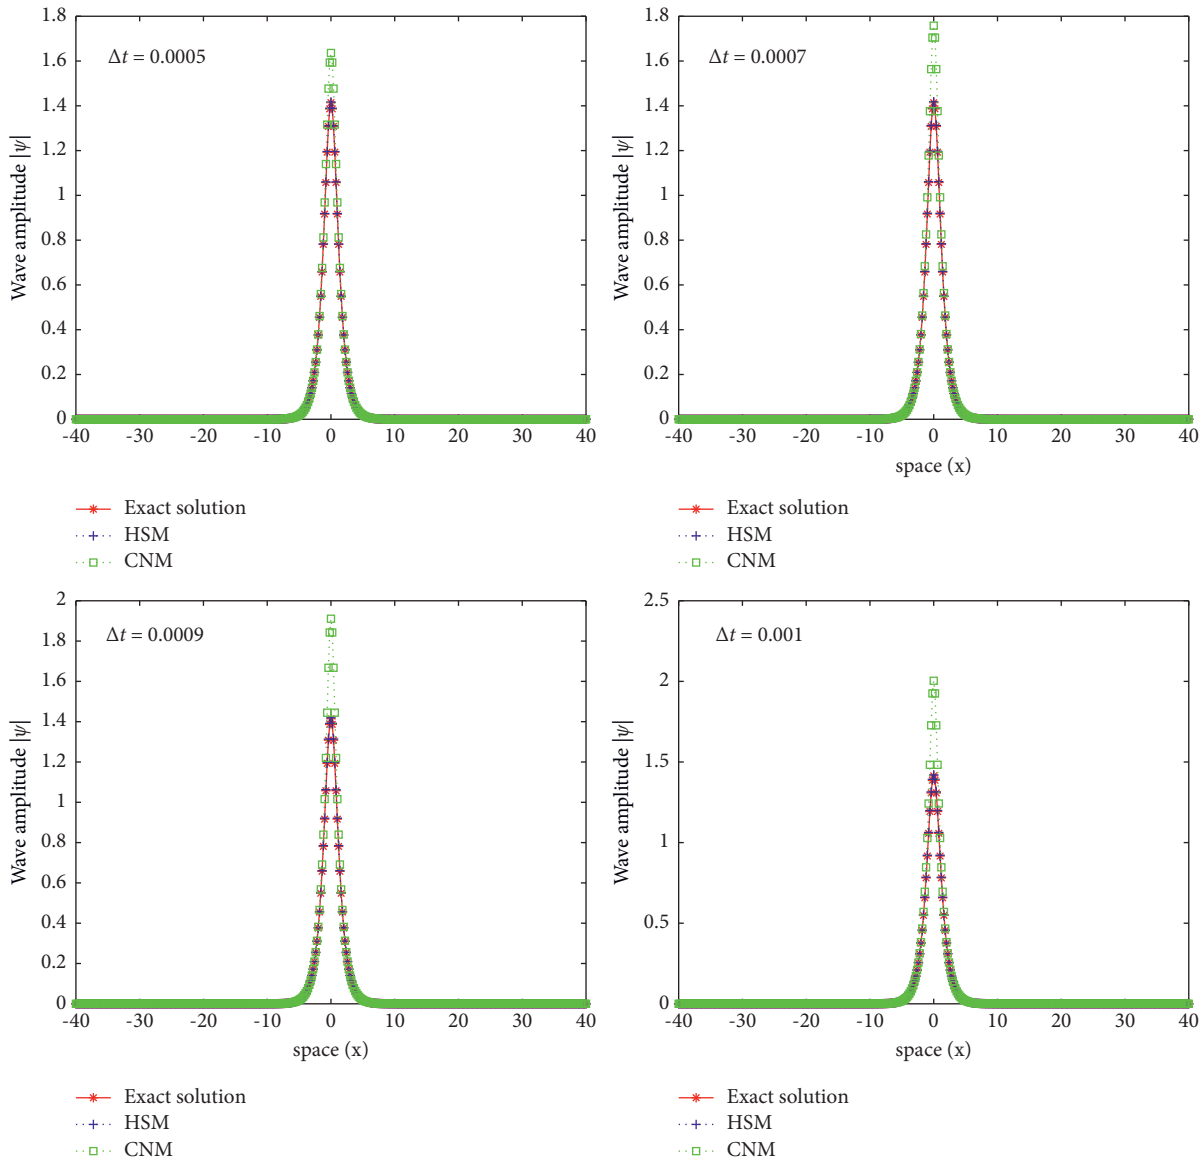 1.8
1.6
1.4
1.2
1
0.8
0.6
0.4
0.2
0
Wave amplitude |ψ|
Δt = 0.0005
-40 -30 -20 -10 0 10 20 30 40
Exact solution
HSM
CNM
1.8
1.6
1.4
1.2
1
0.8
0.6
0.4
0.2
0
Wave amplitude |ψ|
Δt = 0.0007
-40 -30 -20 -10 0 10 20 30 40
space (x)
Exact solution
HSM
CNM
2
1.8
1.6
1.4
1.2
1
0.8
0.6
0.4
0.2
0
Wave amplitude |ψ|
Δt = 0.0009
-40 -30 -20 -10 0 10 20 30 40
space (x)
Exact solution
HSM
CNM
2.5
2
1.5
1
0.5
0
Wave amplitude |ψ|
Δt = 0.001
-40 -30 -20 -10 0 10 20 30 40
space (x)
Exact solution
HSM
CNM